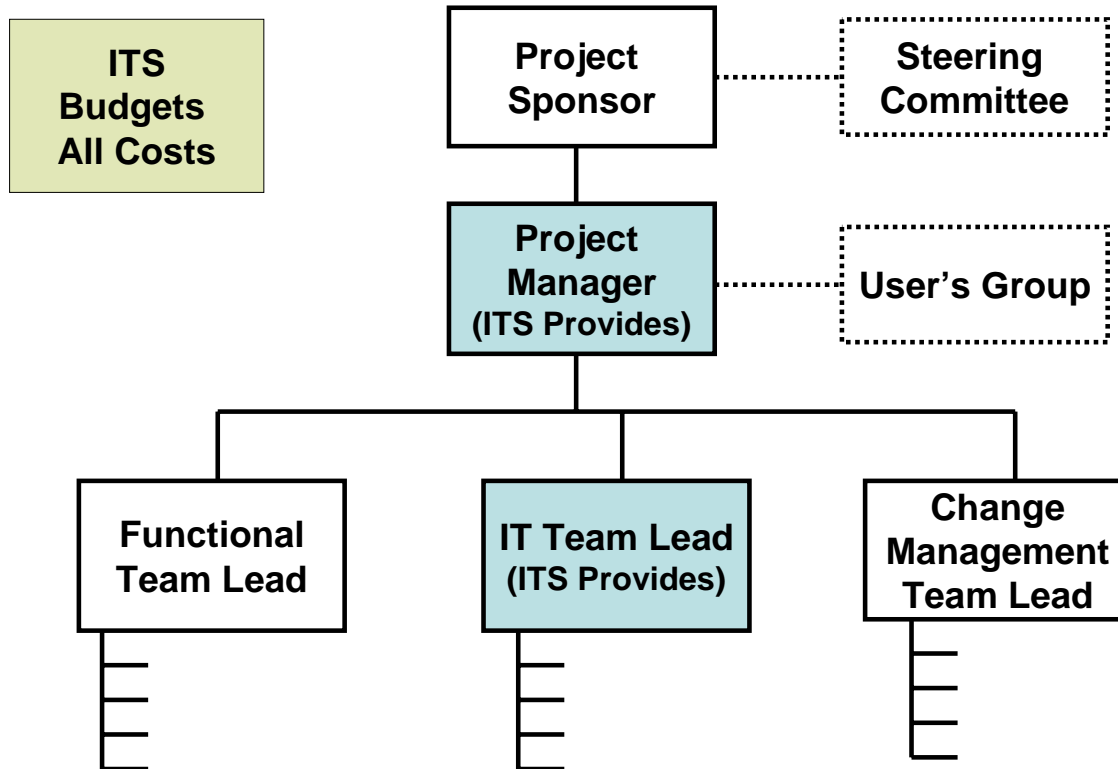 ITS
Budgets
All Costs
Project
Sponsor
Steering
Committee
Project
Manager
(ITS Provides)
User’s Group
Functional
Team Lead
IT Team Lead
(ITS Provides)
Change
Management
Team Lead